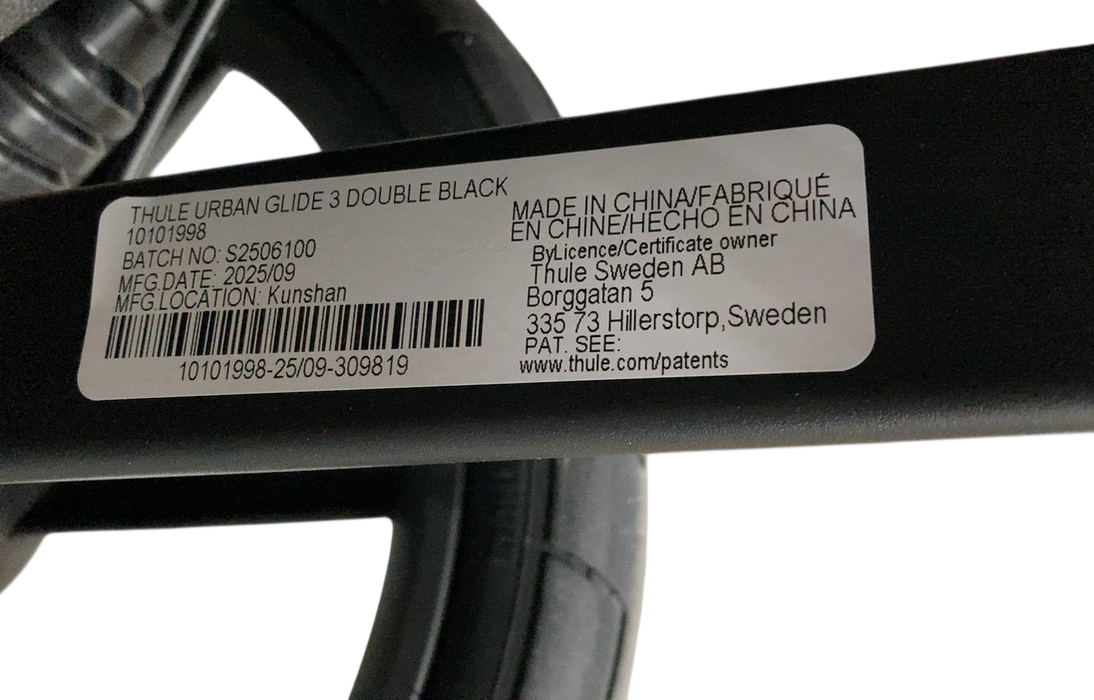 THULE URBAN GLIDE 3 DOUBLE BLACK
10101998
BATCH NO: S2506100
MFG.DATE: 2025/09
MFG.LOCATION: Kunshan
10101998-25/09-309819
MADE IN CHINA/FABRIQUÉ
EN CHINE/HECHO EN CHINA
ByLicence/Certificate owner
Thule Sweden AB
Borggatan 5
335 73 Hillerstorp,Sweden
PAT. SEE:
www.thule.com/patents